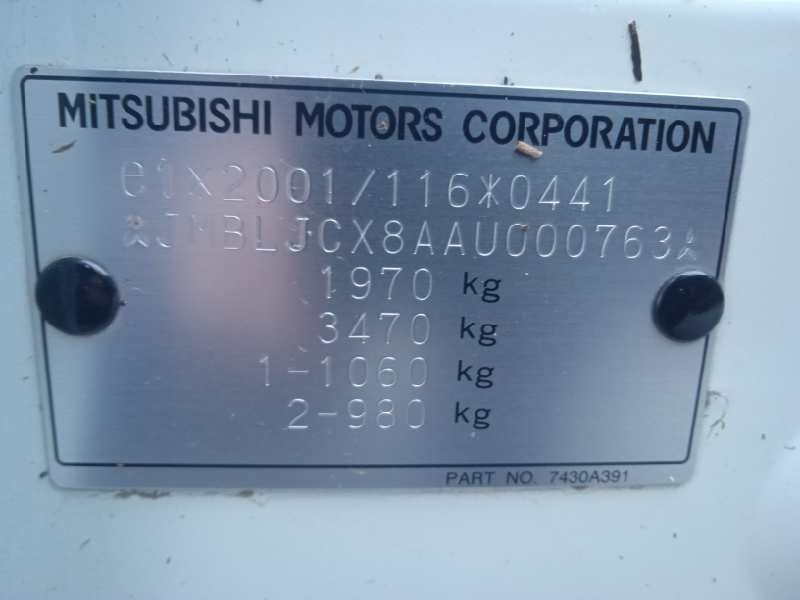 MITSUBISHI MOTORS CORPORATION
e1*2001/116*0441
*JMBLJCX8AAU000763*
1970 kg
3470 kg
1-1060 kg
2-980 kg
PART NO. 7430A391